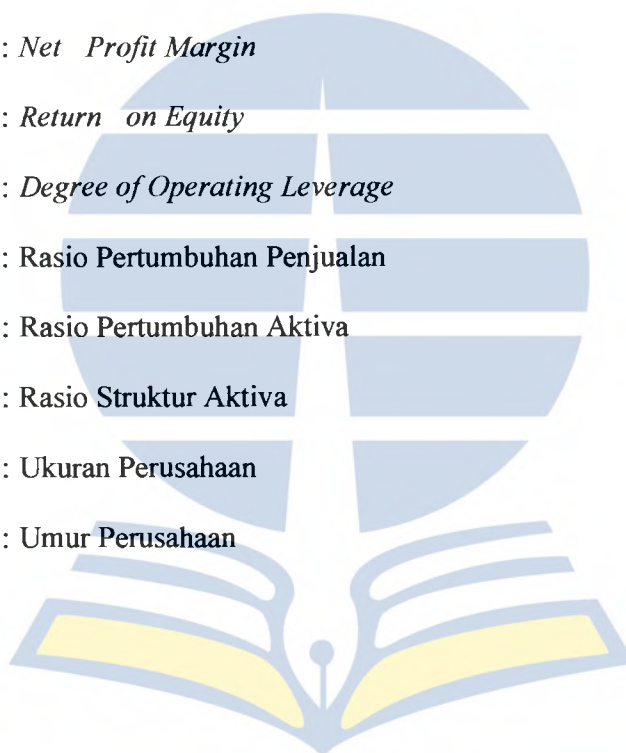 : Net Profit Margin
: Return on Equity
: Degree of Operating Leverage
: Rasio Pertumbuhan Penjualan
: Rasio Pertumbuhan Aktiva
: Rasio Struktur Aktiva
: Ukuran Perusahaan
: Umur Perusahaan